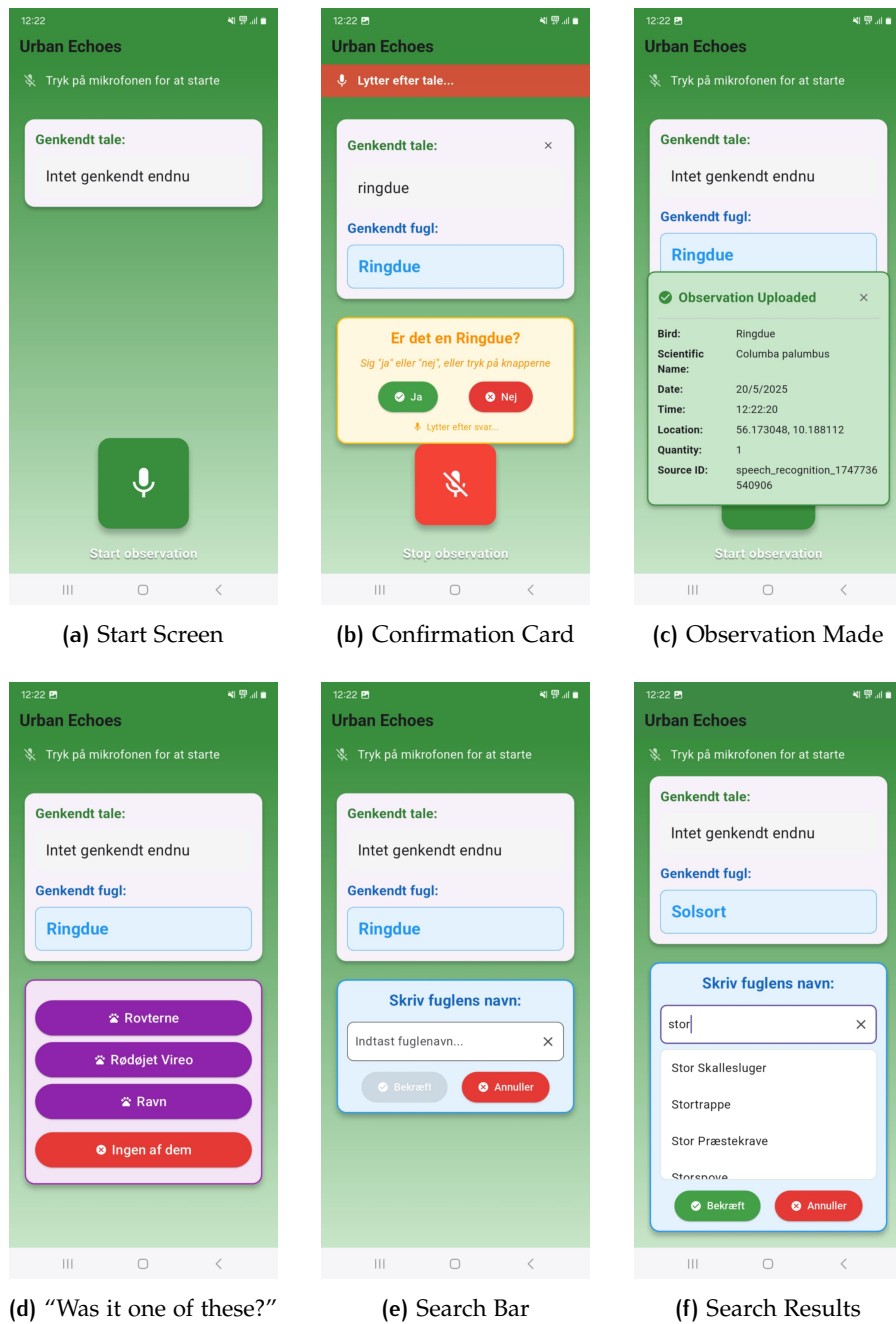 12:22
Urban Echoes
Tryk på mikrofonen for at starte
Genkendt tale:
Intet genkendt endnu
Start observation
(a) Start Screen
12:22
Urban Echoes
Lytter efter tale...
Genkendt tale:
ringdue
Genkendt fugl:
Ringdue
Er det en Ringdue?
Sig "ja" eller "nej", eller tryk på knapperne
Ja
Nej
Lytter efter svar...
Stop observation
(b) Confirmation Card
12:22
Urban Echoes
Tryk på mikrofonen for at starte
Genkendt tale:
Intet genkendt endnu
Genkendt fugl:
Ringdue
Observation Uploaded
Bird: Ringdue
Scientific Columba palumbus
Name:
Date: 20/5/2025
Time: 12:22:20
Location: 56.173048, 10.188112
Quantity: 1
Source ID: speech_recognition_1747736
540906
Start observation
(c) Observation Made
12:22
Urban Echoes
Tryk på mikrofonen for at starte
Genkendt tale:
Intet genkendt endnu
Genkendt fugl:
Ringdue
Rovterne
Rødøjet Vireo
Ravn
Ingen af dem
(d) “Was it one of these?”
12:22
Urban Echoes
Tryk på mikrofonen for at starte
Genkendt tale:
Intet genkendt endnu
Genkendt fugl:
Ringdue
Skriv fuglens navn:
Indtast fuglenavn...
Bekræft
Annuller
(e) Search Bar
12:22
Urban Echoes
Tryk på mikrofonen for at starte
Genkendt tale:
Intet genkendt endnu
Genkendt fugl:
Solsort
Skriv fuglens navn:
stor
Stor Skallesluger
Stortrappe
Stor Præstekrave
Storspove
Bekræft
Annuller
(f) Search Results